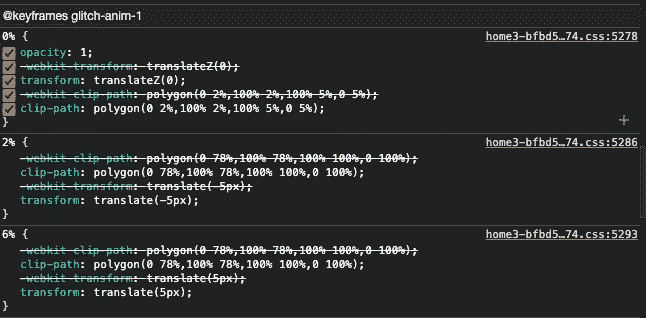 @keyframes glitch-anim-1
0% { home3-bfbd5…74.css:5278
opacity: 1;
-webkit-transform: translateZ(0);
transform: translateZ(0);
-webkit-clip-path: polygon(0 2%,100% 2%,100% 5%,0 5%);
clip-path: polygon(0 2%,100% 2%,100% 5%,0 5%);
}
2% { home3-bfbd5…74.css:5286
-webkit-clip-path: polygon(0 78%,100% 78%,100% 100%,0 100%);
clip-path: polygon(0 78%,100% 78%,100% 100%,0 100%);
-webkit-transform: translate(-5px);
transform: translate(-5px);
}
6% { home3-bfbd5…74.css:5293
-webkit-clip-path: polygon(0 78%,100% 78%,100% 100%,0 100%);
clip-path: polygon(0 78%,100% 78%,100% 100%,0 100%);
-webkit-transform: translate(5px);
transform: translate(5px);
}